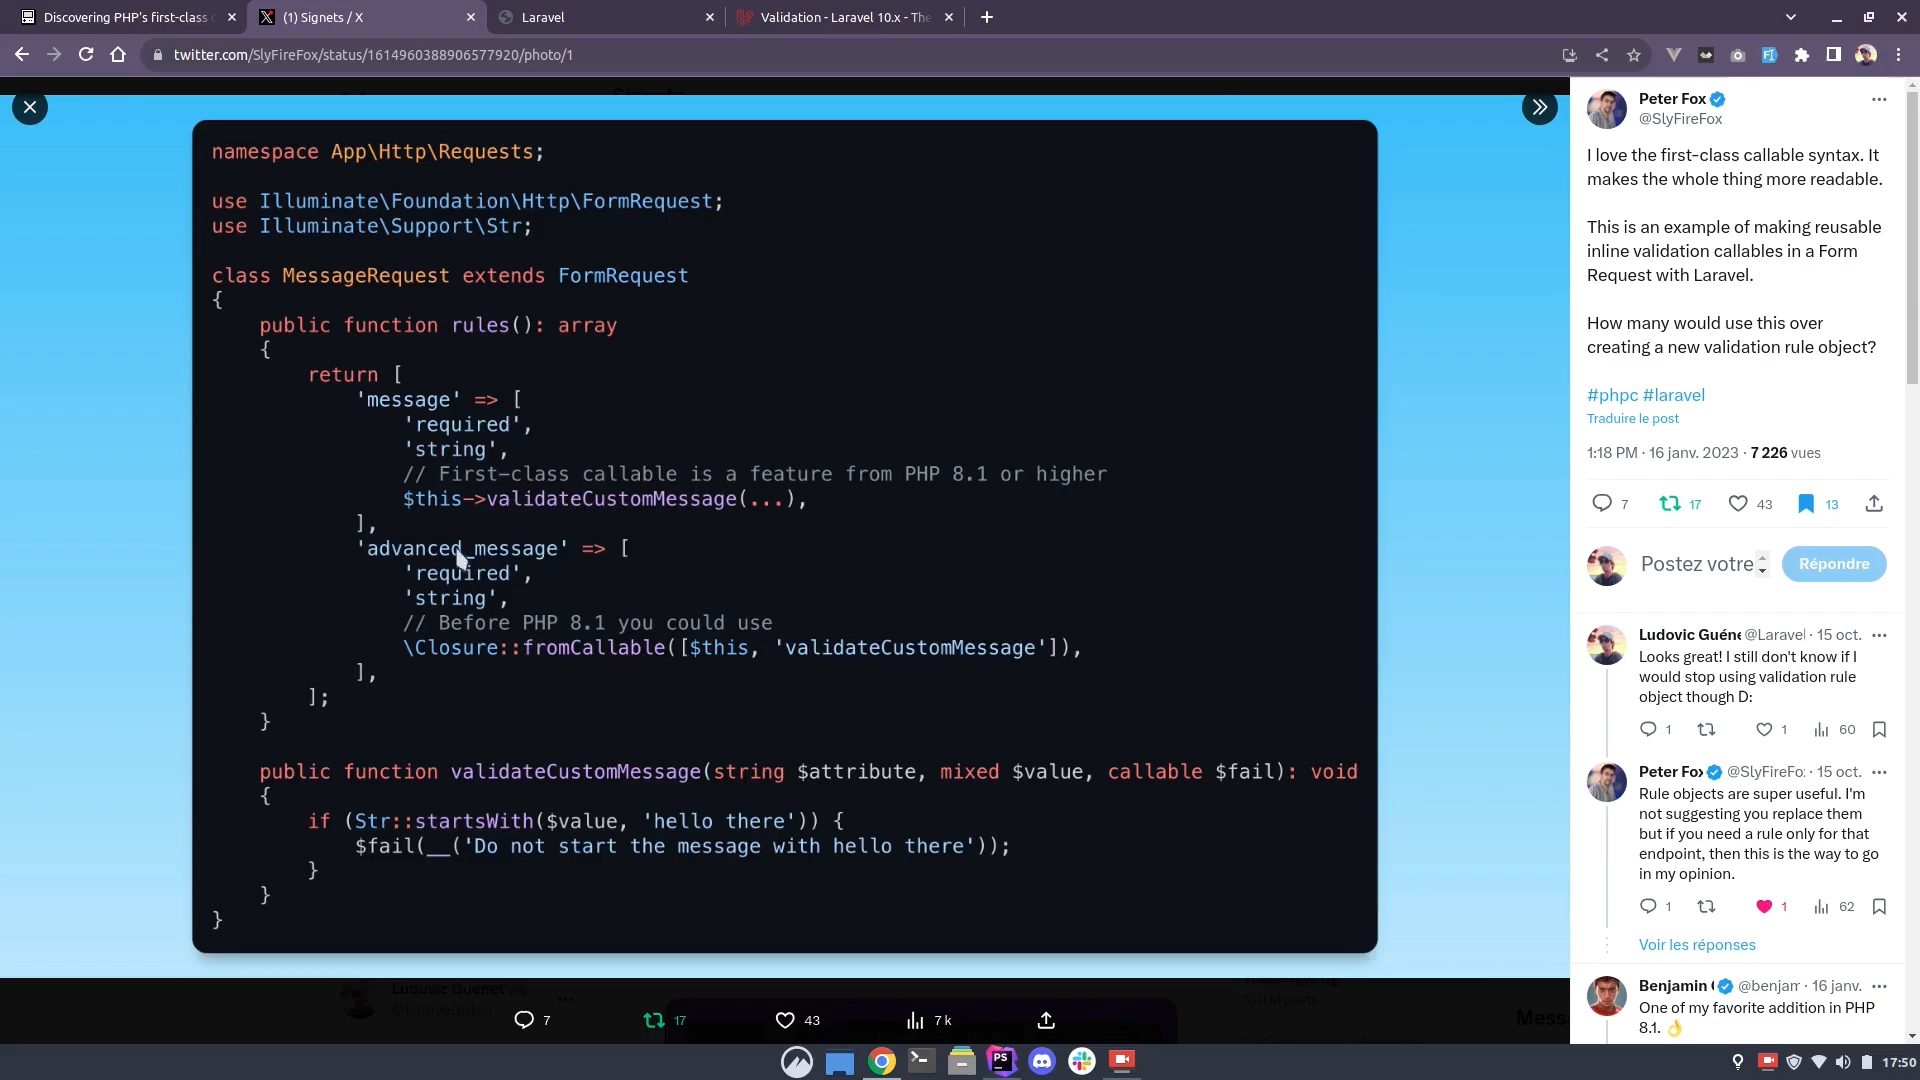 Discovering PHP's first-class c
(1) Signets / X
Laravel
Validation - Laravel 10.x - The
twitter.com/SlyFireFox/status/1614960388906577920/photo/1
namespace App\Http\Requests;
use Illuminate\Foundation\Http\FormRequest;
use Illuminate\Support\Str;
class MessageRequest extends FormRequest
{
public function rules(): array
{
return [
'message' => [
'required',
'string',
// First-class callable is a feature from PHP 8.1 or higher
$this->validateCustomMessage(...),
],
'advanced_message' => [
'required',
'string',
// Before PHP 8.1 you could use
\Closure::fromCallable([$this, 'validateCustomMessage']),
],
];
}
public function validateCustomMessage(string $attribute, mixed $value, callable $fail): void
{
if (Str::startsWith($value, 'hello there')) {
$fail(__('Do not start the message with hello there'));
}
}
}
7
17
43
7 k
Peter Fox
@SlyFireFox
I love the first-class callable syntax. It
makes the whole thing more readable.
This is an example of making reusable
inline validation callables in a Form
Request with Laravel.
How many would use this over
creating a new validation rule object?
#phpc #laravel
Traduire le post
1:18 PM · 16 janv. 2023 · 7 226 vues
7
17
43
13
Postez votre
Répondre
Ludovic Guéne @Laravel · 15 oct.
Looks great! I still don't know if I
would stop using validation rule
object though D:
1
1
60
Peter Fox @SlyFireFo · 15 oct.
Rule objects are super useful. I'm
not suggesting you replace them
but if you need a rule only for that
endpoint, then this is the way to go
in my opinion.
1
1
62
Voir les réponses
Benjamin @benjam · 16 janv.
One of my favorite addition in PHP
8.1. 👌
PS
17:50